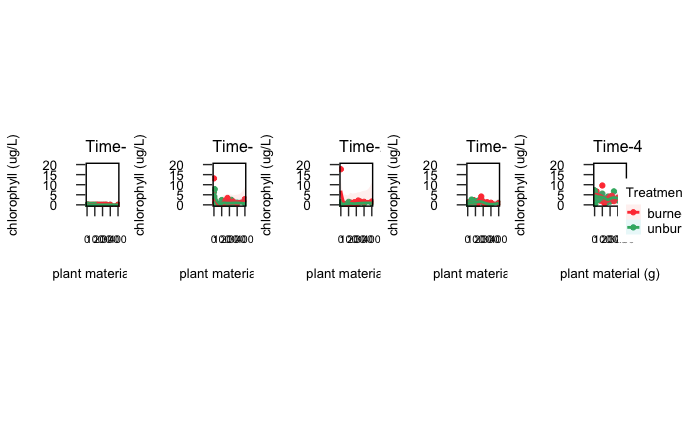 Time-
Time-
Time-
Time-
Time-4
chlorophyll (ug/L)
20
15
10
5
0
plant materia
chlorophyll (ug/L)
20
15
10
5
0
plant materia
chlorophyll (ug/L)
20
15
10
5
0
plant materia
chlorophyll (ug/L)
20
15
10
5
0
plant materia
chlorophyll (ug/L)
20
15
10
5
0
plant material (g)
Treatmen
burne
unbur